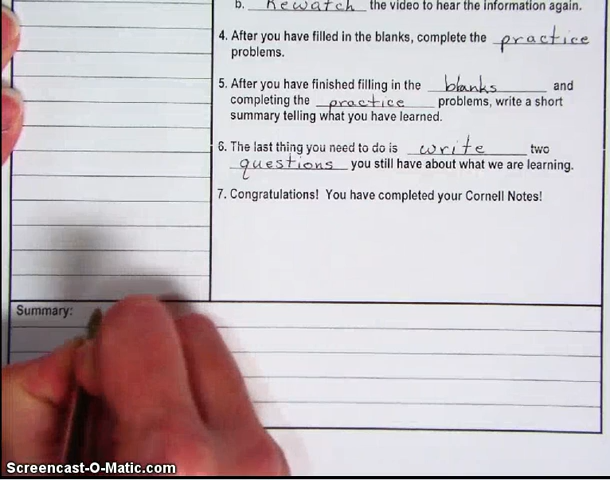 b. Rewatch the video to hear the information again.
4. After you have filled in the blanks, complete the practice
problems.
5. After you have finished filling in the blanks and
completing the practice problems, write a short
summary telling what you have learned.
6. The last thing you need to do is write two
questions you still have about what we are learning.
7. Congratulations! You have completed your Cornell Notes!
Summary:
Screencast-O-Matic.com